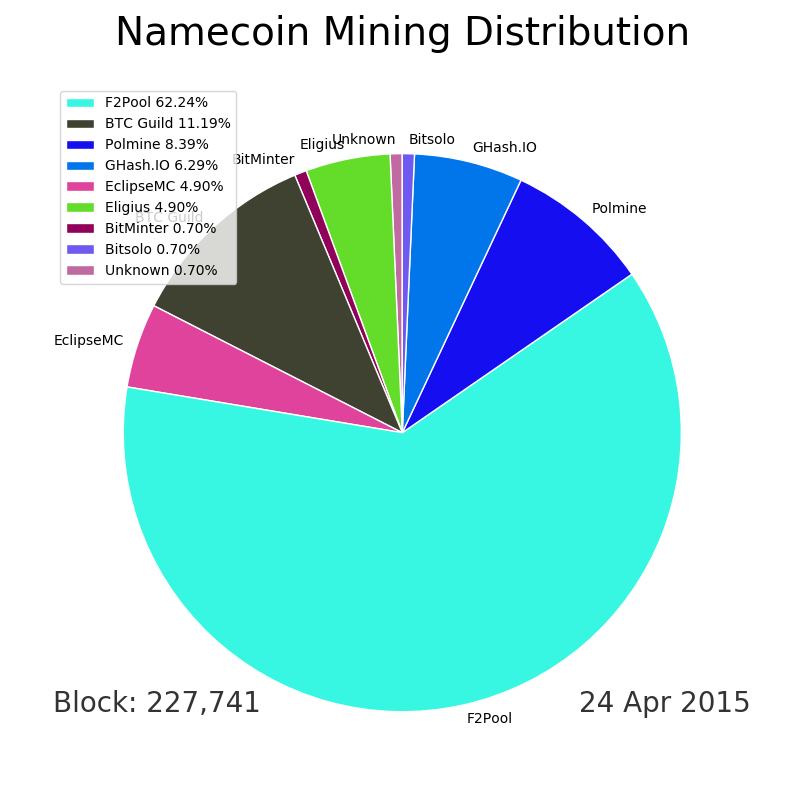 Namecoin Mining Distribution
F2Pool 62.24%
BTC Guild 11.19%
Polmine 8.39%
GHash.IO 6.29%
EclipseMC 4.90%
Eligius 4.90%
BitMinter 0.70%
Bitsolo 0.70%
Unknown 0.70%
Unknown
Bitsolo
Eligius
GHash.IO
BitMinter
Polmine
BTC Guild
EclipseMC
Block: 227,741
24 Apr 2015
F2Pool